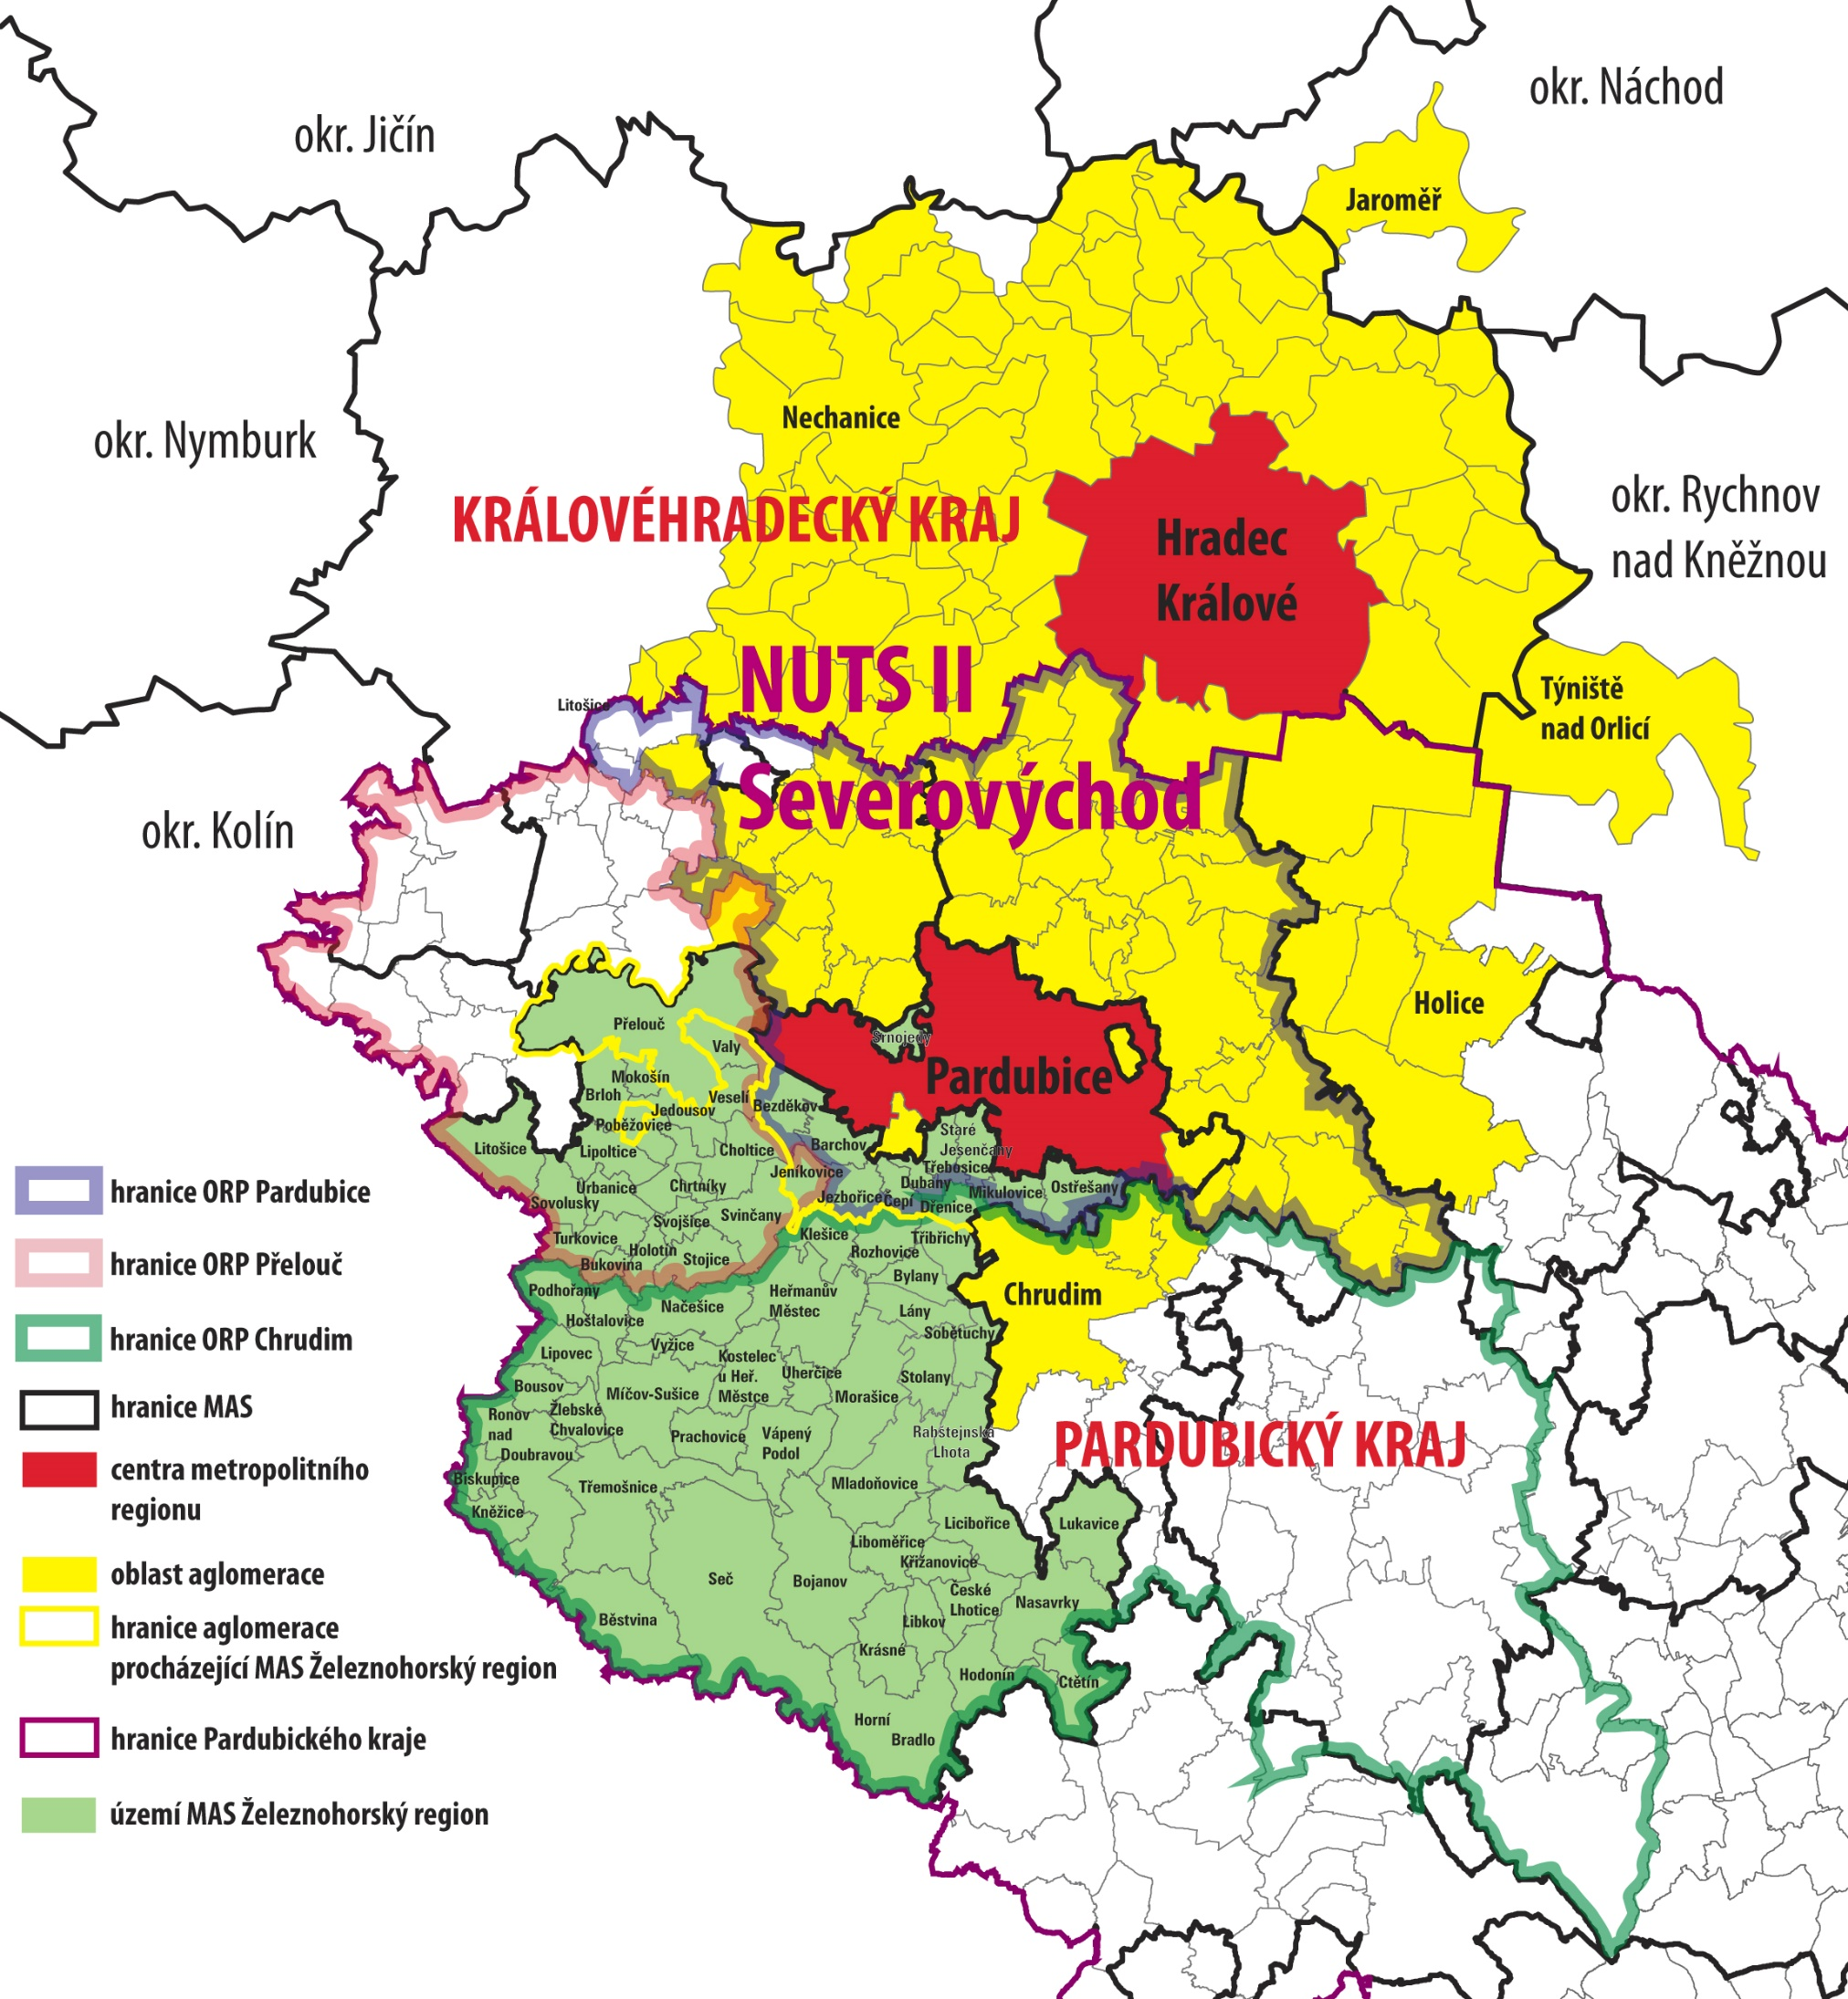 okr. Náchod
okr. Jičín
Jaroměř
Nechanice
okr. Nymburk
KRÁLOVÉHRADECKÝ KRAJ
okr. Rychnov
nad Kněžnou
Hradec
Králové
NUTS II
Severovýchod
Týniště
nad Orlicí
Litošice
okr. Kolín
Holice
Přelouč
Srnojedy
Valy
Pardubice
Mokošín
Brloh
Veselí
Jedousov
Bezděkov
Poběžovice
Staré
Jesenčany
Barchov
Litošice
Lipoltice
Choltice
Třebosice
Jeníkovice
Dubany
Urbanice
Chrtníky
Mikulovice
Ostřešany
Jezbořice
Čepí
Dřenice
Sovolusky
Svojšice
Svinčany
Klešice
Třibřichy
Turkovice
Holotín
Stojice
Rozhovice
Bukovina
Bylany
Podhořany
Načešice
Heřmanův
Městec
Chrudim
Lány
Hošťalovice
Sobětuchy
Lipovec
Vyžice
Kostelec
u Heř.
Městce
Úherčice
Stolany
Bousov
Míčov-Sušice
Morašice
Ronov
nad
Doubravou
Žlebské
Chvalovice
Prachovice
Vápený
Podol
Rabštejnská
Lhota
PARDUBICKÝ KRAJ
Biskupice
Třemošnice
Mladoňovice
Kněžice
Licibořice
Lukavice
Liboměřice
Křižanovice
Seč
Bojanov
České
Lhotice
Nasavrky
Běstvina
Libkov
Krásné
Hodonín
Ctětín
Horní
Bradlo
hranice ORP Pardubice
hranice ORP Přelouč
hranice ORP Chrudim
hranice MAS
centra metropolitního
regionu
oblast aglomerace
hranice aglomerace
procházející MAS Železnohorský region
hranice Pardubického kraje
území MAS Železnohorský region